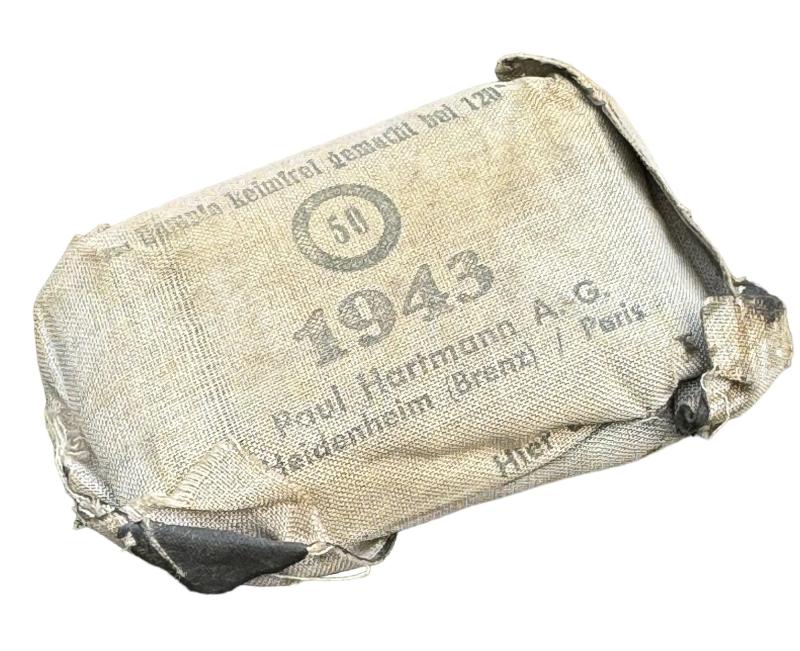 keimfrei gemacht bei 120°
50
1943
Paul Hartmann A.-G.
Heidenheim (Brenz) / Paris
Hier